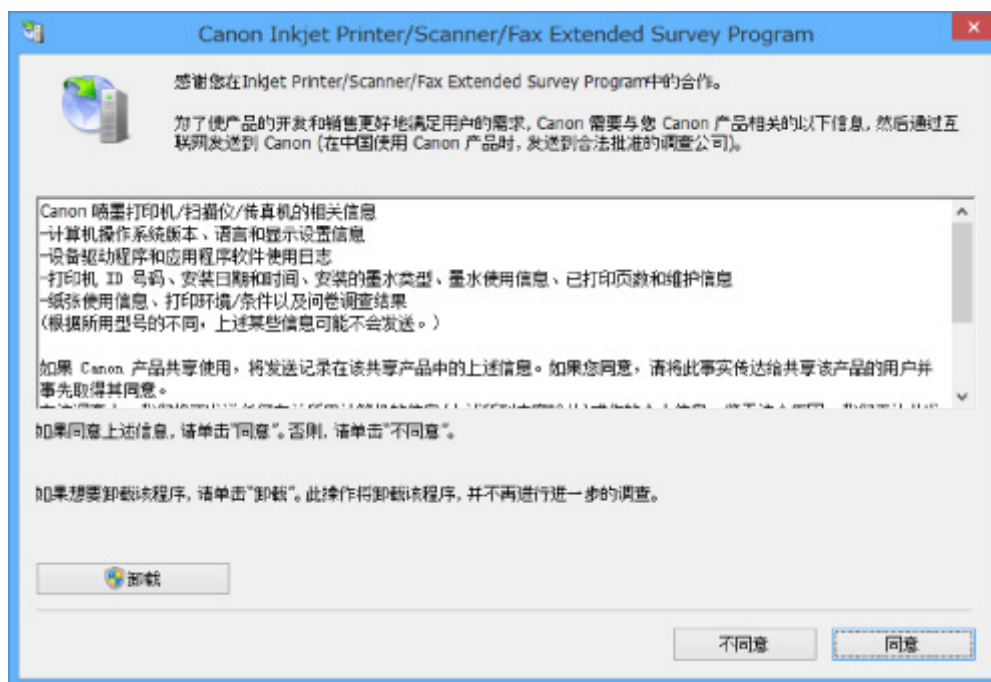 Canon Inkjet Printer/Scanner/Fax Extended Survey Program
感谢您在Inkjet Printer/Scanner/Fax Extended Survey Program中的合作。
为了使产品的开发和销售更好地满足用户的需求, Canon 需要与您 Canon 产品相关的以下信息, 然后通过互
联网发送到 Canon (在中国使用 Canon 产品时, 发送到合法批准的调查公司)。
Canon 喷墨打印机/扫描仪/传真机的相关信息
-计算机操作系统版本、语言和显示设置信息
-设备驱动程序和应用程序软件使用日志
-打印机 ID 号码、安装日期和时间、安装的墨水类型、墨水使用信息、已打印页数和维护信息
-纸张使用信息、打印环境/条件以及问卷调查结果
(根据所用型号的不同，上述某些信息可能不会发送。)
如果 Canon 产品共享使用，将发送记录在该共享产品中的上述信息。如果您同意，请将此事实传达给共享该产品的用户并
事先取得其同意。
如果同意上述信息, 请单击"同意"。否则, 请单击"不同意"。
如果想要卸载该程序, 请单击"卸载"。此操作将卸载该程序, 并不再进行进一步的调查。
卸载
不同意
同意